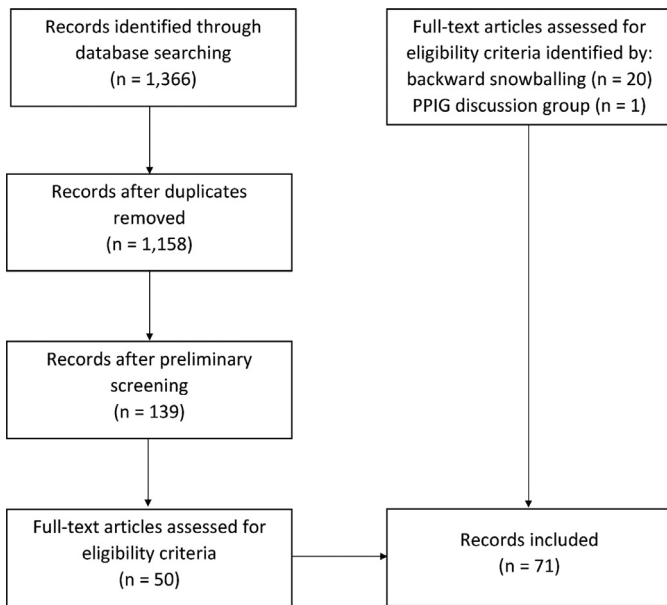 Records identified through
database searching
(n = 1,366)
Full-text articles assessed for
eligibility criteria identified by:
backward snowballing (n = 20)
PPIG discussion group (n = 1)
Records after duplicates
removed
(n = 1,158)
Records after preliminary
screening
(n = 139)
Full-text articles assessed for
eligibility criteria
(n = 50)
Records included
(n = 71)